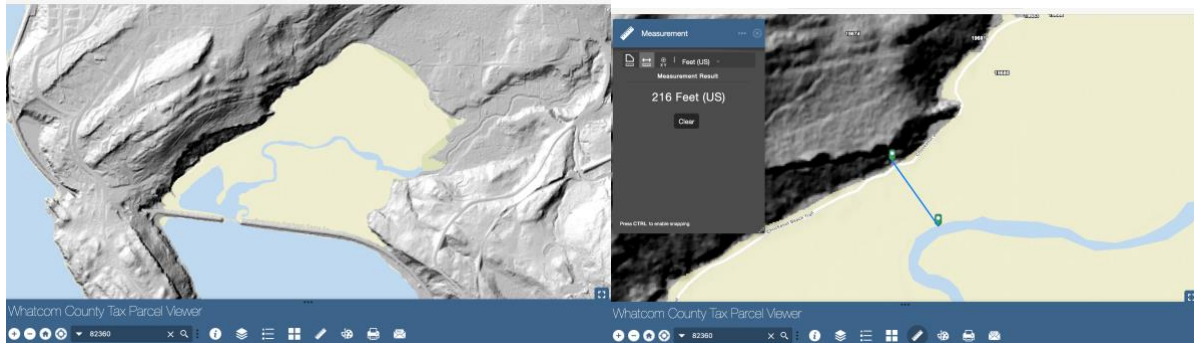 Whatcom County Tax Parcel Viewer
82360
Measurement
Feet (US)
Measurement Result
216 Feet (US)
Clear
Press CTRL to enable snapping
Whatcom County Tax Parcel Viewer
82360